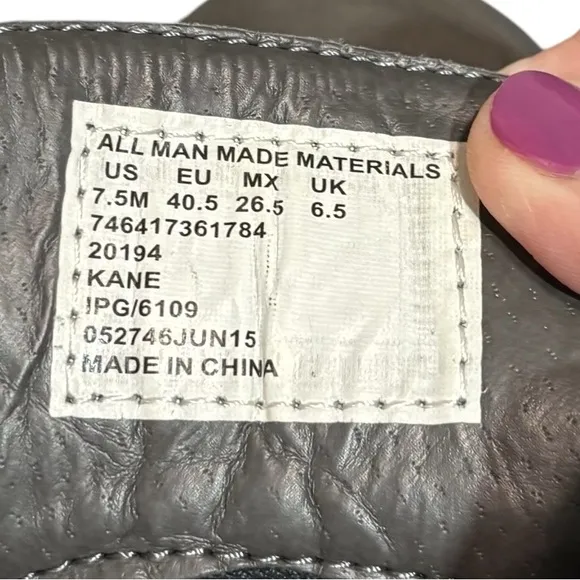 ALL MAN MADE MATERIALS
US EU MX UK
7.5M 40.5 26.5 6.5
746417361784
20194
KANE
IPG/6109
052746JUN15
MADE IN CHINA